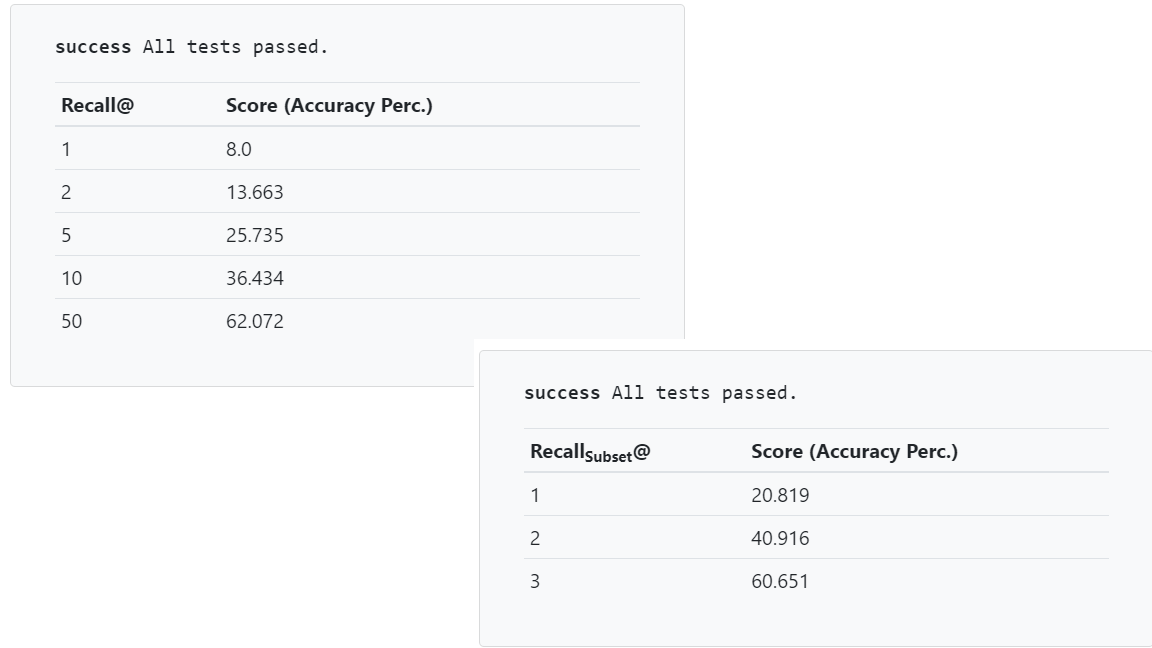 success All tests passed.
Recall@ Score (Accuracy Perc.)
1 8.0
2 13.663
5 25.735
10 36.434
50 62.072
success All tests passed.
RecallSubset@ Score (Accuracy Perc.)
1 20.819
2 40.916
3 60.651